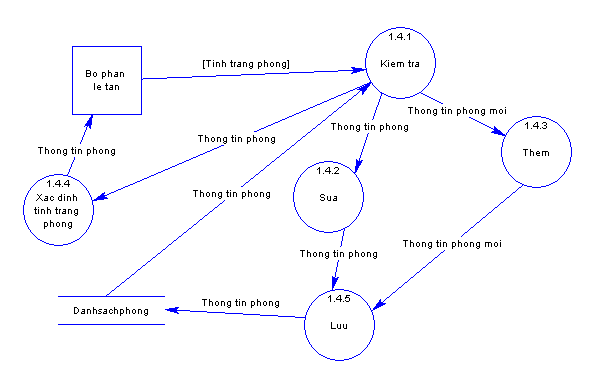 1.4.1
Kiem tra
[Tinh trang phong]
Bo phan
le tan
Thong tin phong moi
Thong tin phong
1.4.3
Them
Thong tin phong
Thong tin phong
1.4.2
Sua
1.4.4
Xac dinh
tinh trang
phong
Thong tin phong
Thong tin phong moi
Thong tin phong
1.4.5
Luu
Thong tin phong
Danhsachphong